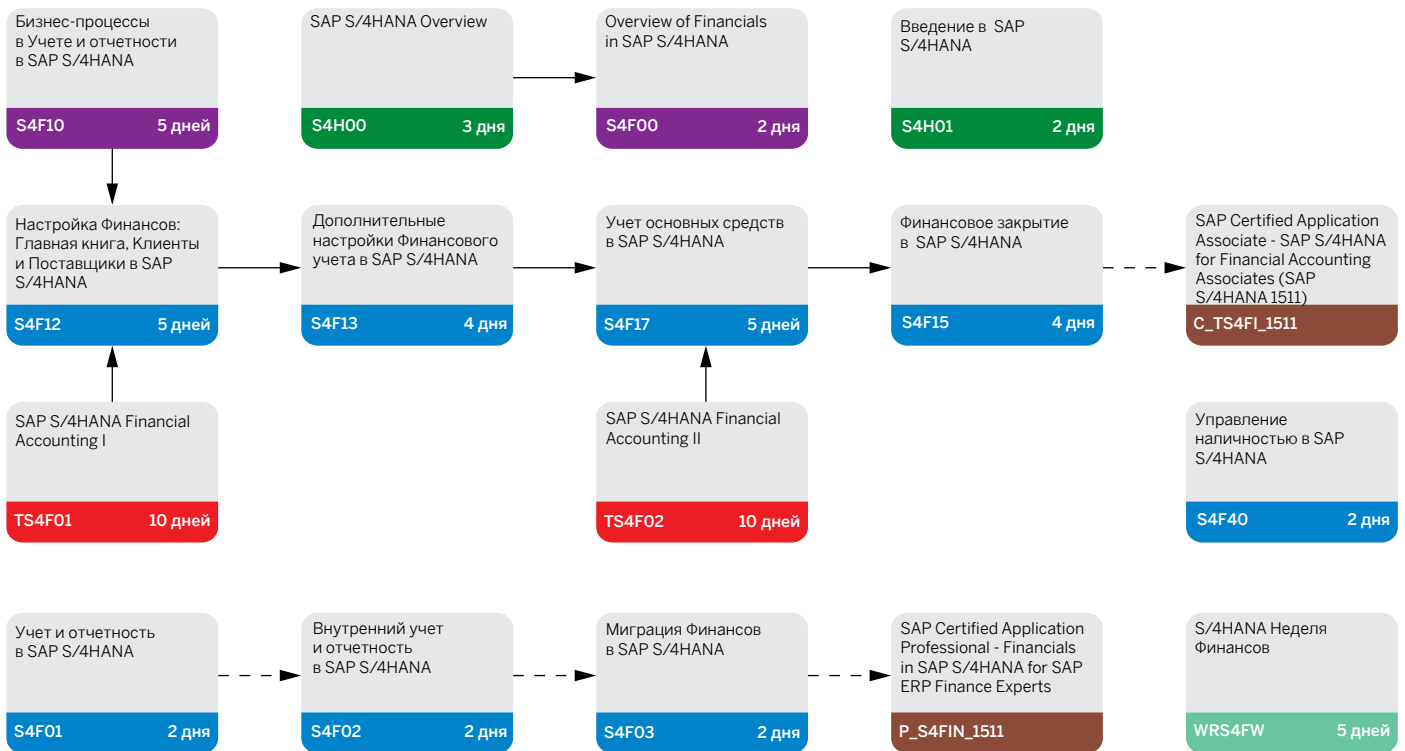 Бизнес-процессы
в Учете и отчетности
в SAP S/4HANA
S4F10 5 дней
SAP S/4HANA Overview
S4H00 3 дня
Overview of Financials
in SAP S/4HANA
S4F00 2 дня
Введение в SAP
S/4HANA
S4H01 2 дня
Настройка Финансов:
Главная книга, Клиенты
и Поставщики в SAP
S/4HANA
S4F12 5 дней
Дополнительные
настройки Финансового
учета в SAP S/4HANA
S4F13 4 дня
Учет основных средств
в SAP S/4HANA
S4F17 5 дней
Финансовое закрытие
в SAP S/4HANA
S4F15 4 дня
SAP Certified Application
Associate - SAP S/4HANA
for Financial Accounting
Associates (SAP
S/4HANA 1511)
C_TS4FI_1511
SAP S/4HANA Financial
Accounting I
TS4F01 10 дней
SAP S/4HANA Financial
Accounting II
TS4F02 10 дней
Управление
наличностью в SAP
S/4HANA
S4F40 2 дня
Учет и отчетность
в SAP S/4HANA
S4F01 2 дня
Внутренний учет
и отчетность
в SAP S/4HANA
S4F02 2 дня
Миграция Финансов
в SAP S/4HANA
S4F03 2 дня
SAP Certified Application
Professional - Financials
in SAP S/4HANA for SAP
ERP Finance Experts
P_S4FIN_1511
S/4HANA Неделя
Финансов
WRS4FW 5 дней